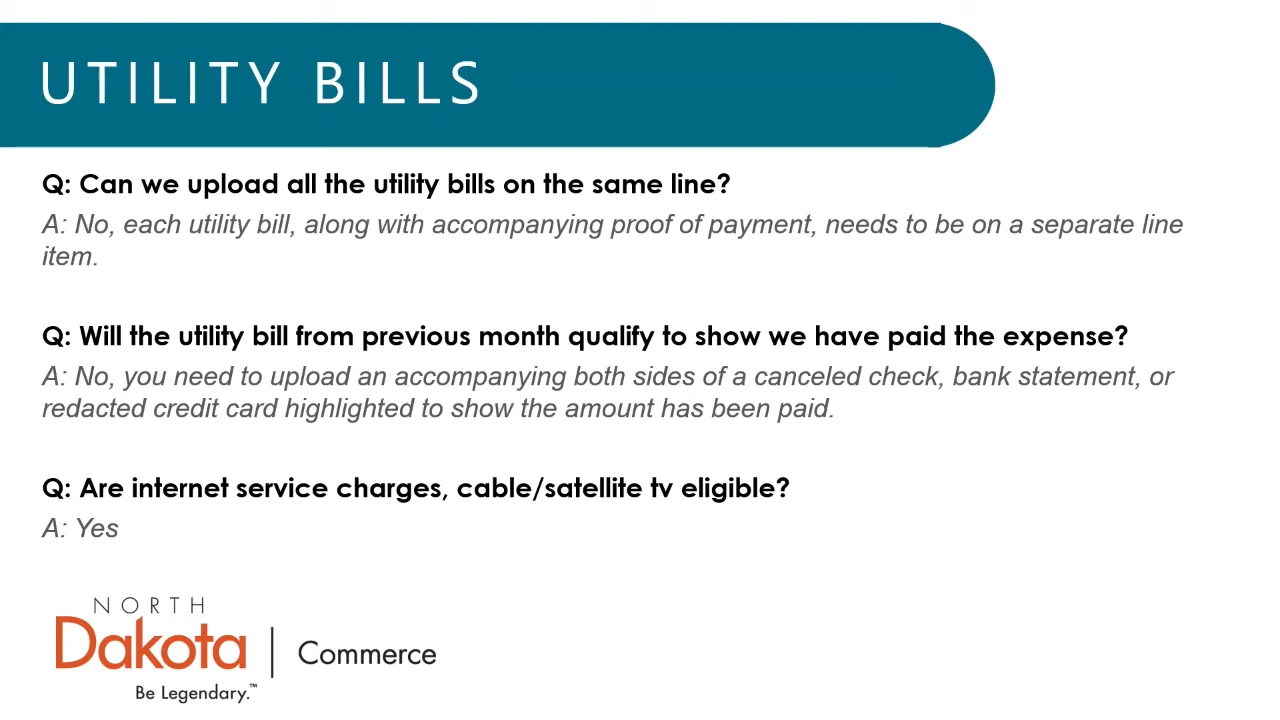 UTILITY BILLS
Q: Can we upload all the utility bills on the same line?
A: No, each utility bill, along with accompanying proof of payment, needs to be on a separate line
item.
Q: Will the utility bill from previous month qualify to show we have paid the expense?
A: No, you need to upload an accompanying both sides of a canceled check, bank statement, or
redacted credit card highlighted to show the amount has been paid.
Q: Are internet service charges, cable/satellite tv eligible?
A: Yes
NORTH
Dakota | Commerce
Be Legendary.™